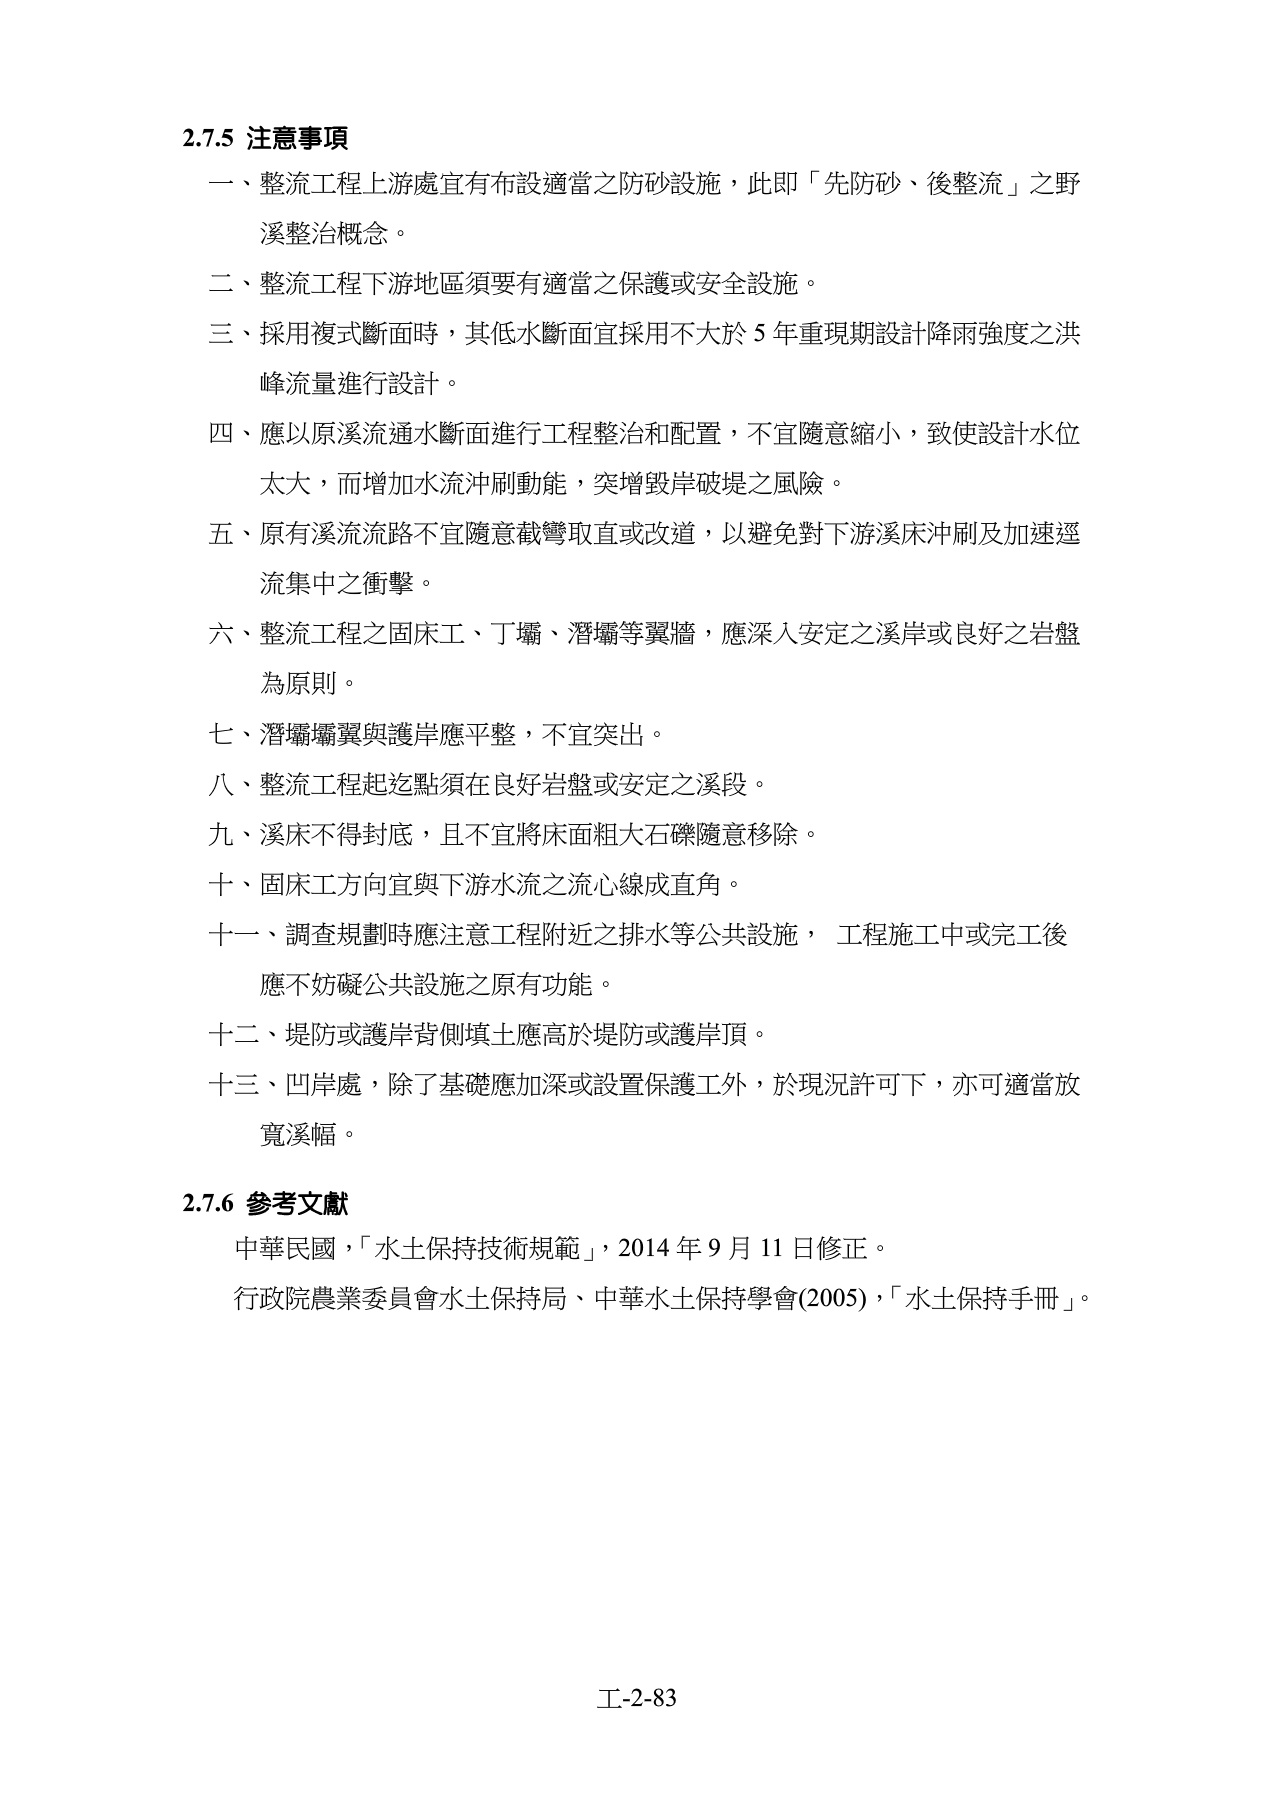 2.7.5 注意事項
一、整流工程上游處宜有布設適當之防砂設施，此即「先防砂、後整流」之野
溪整治概念。
二、整流工程下游地區須要有適當之保護或安全設施。
三、採用複式斷面時，其低水斷面宜採用不大於 5 年重現期設計降雨強度之洪
峰流量進行設計。
四、應以原溪流通水斷面進行工程整治和配置，不宜隨意縮小，致使設計水位
太大，而增加水流沖刷動能，突增毀岸破堤之風險。
五、原有溪流流路不宜隨意截彎取直或改道，以避免對下游溪床沖刷及加速逕
流集中之衝擊。
六、整流工程之固床工、丁壩、潛壩等翼牆，應深入安定之溪岸或良好之岩盤
為原則。
七、潛壩壩翼與護岸應平整，不宜突出。
八、整流工程起迄點須在良好岩盤或安定之溪段。
九、溪床不得封底，且不宜將床面粗大石礫隨意移除。
十、固床工方向宜與下游水流之流心線成直角。
十一、調查規劃時應注意工程附近之排水等公共設施， 工程施工中或完工後
應不妨礙公共設施之原有功能。
十二、堤防或護岸背側填土應高於堤防或護岸頂。
十三、凹岸處，除了基礎應加深或設置保護工外，於現況許可下，亦可適當放
寬溪幅。
2.7.6 參考文獻
中華民國，「水土保持技術規範」，2014 年 9 月 11 日修正。
行政院農業委員會水土保持局、中華水土保持學會(2005)，「水土保持手冊」。
工-2-83